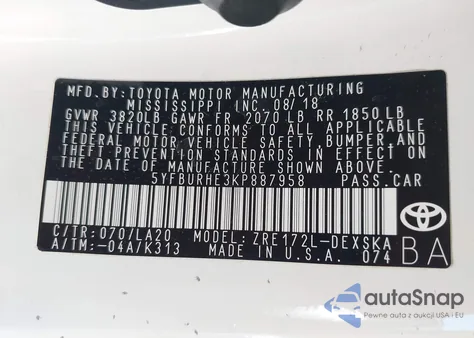 MFD.BY:TOYOTA MOTOR MANUFACTURING
MISSISSIPPI INC. 08/18
GVWR 3820LB GAWR FR 2070 LB RR 1850LB
THIS VEHICLE CONFORMS TO ALL APPLICABLE
FEDERAL MOTOR VEHICLE SAFETY, BUMPER, AND
THEFT PREVENTION STANDARDS IN EFFECT ON
THE DATE OF MANUFACTURE SHOWN ABOVE.
5YFBURHE3KP887958 PASS.CAR
C/TR: 070/LA20 MODEL: ZRE172L-DEXSKA
A/TM: -04A/K313 MADE IN U.S.A. 074
BA
autoSnap
Pewne auta z aukcji USA i EU